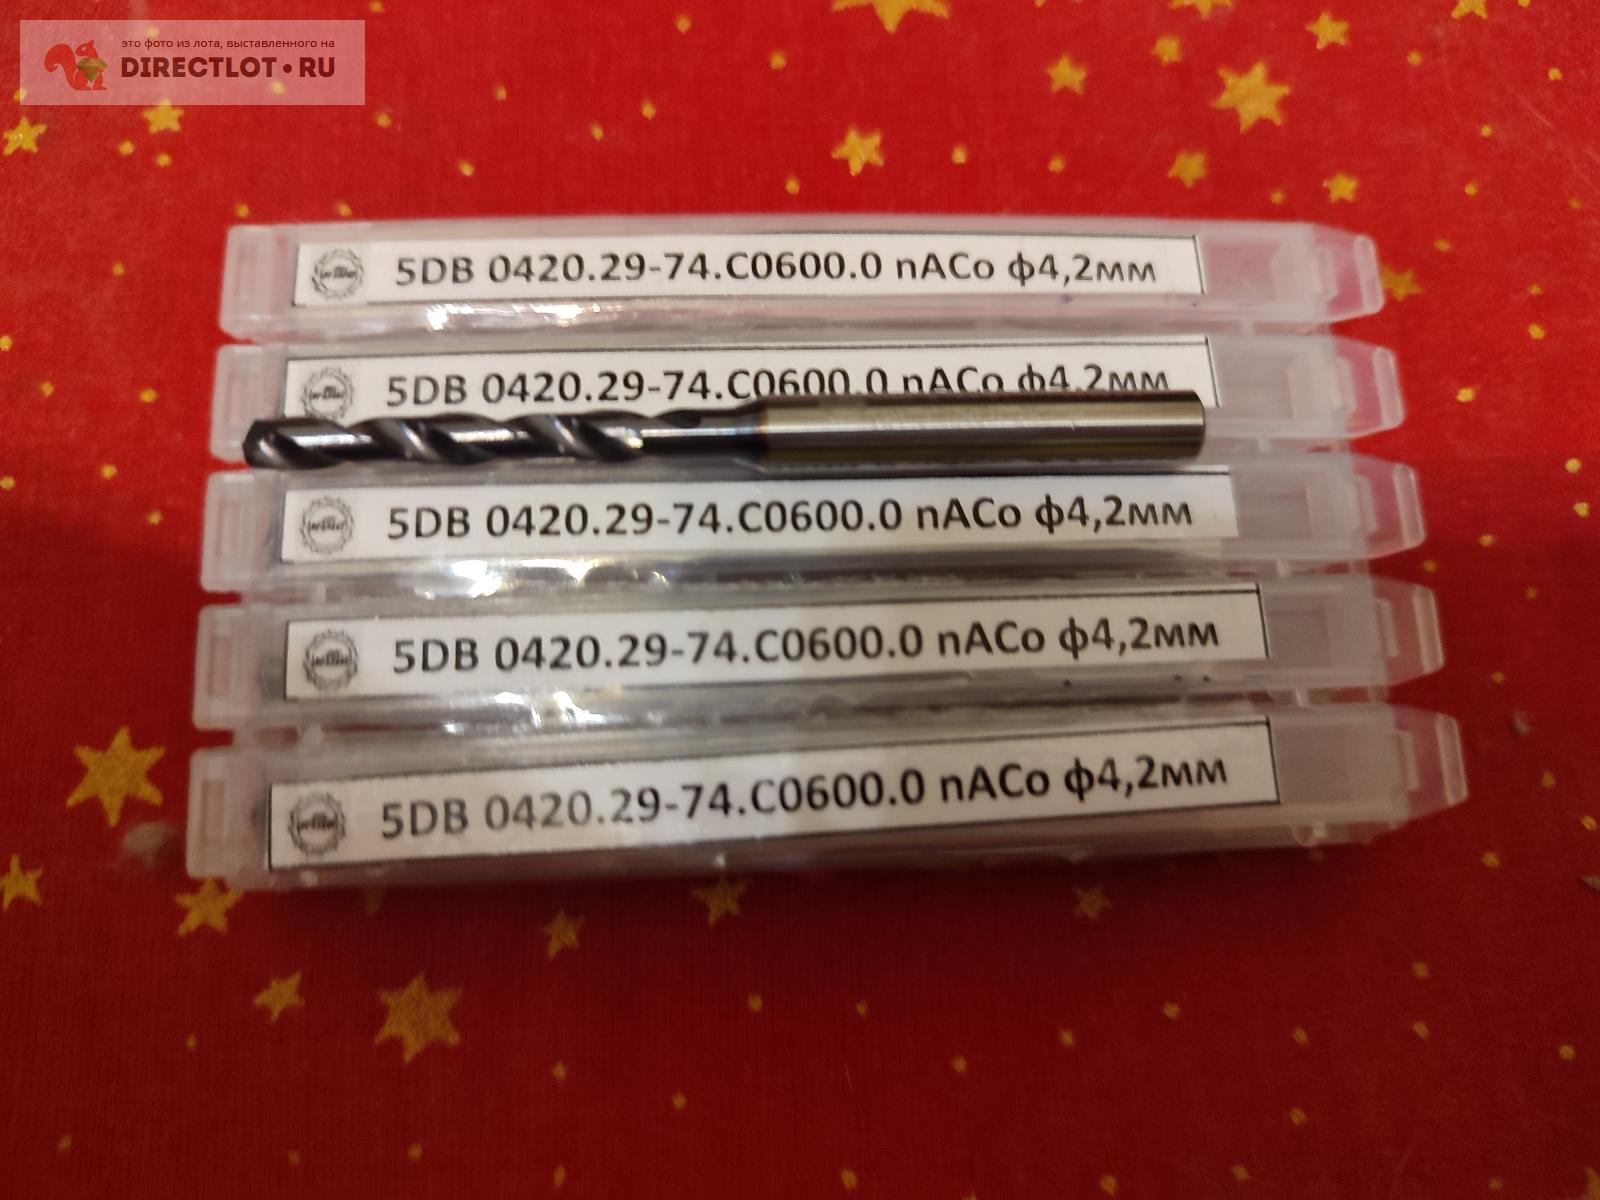 это фото из лота, выставленного на
DIRECTLOT•RU
5DB 0420.29-74.C0600.0 nACo ф4,2мм
5DB 0420.29-74.C0600.0 nACo ф4,2мм
5DB 0420.29-74.C0600.0 nACo ф4,2мм
5DB 0420.29-74.C0600.0 nACo ф4,2мм
5DB 0420.29-74.C0600.0 nACo ф4,2мм